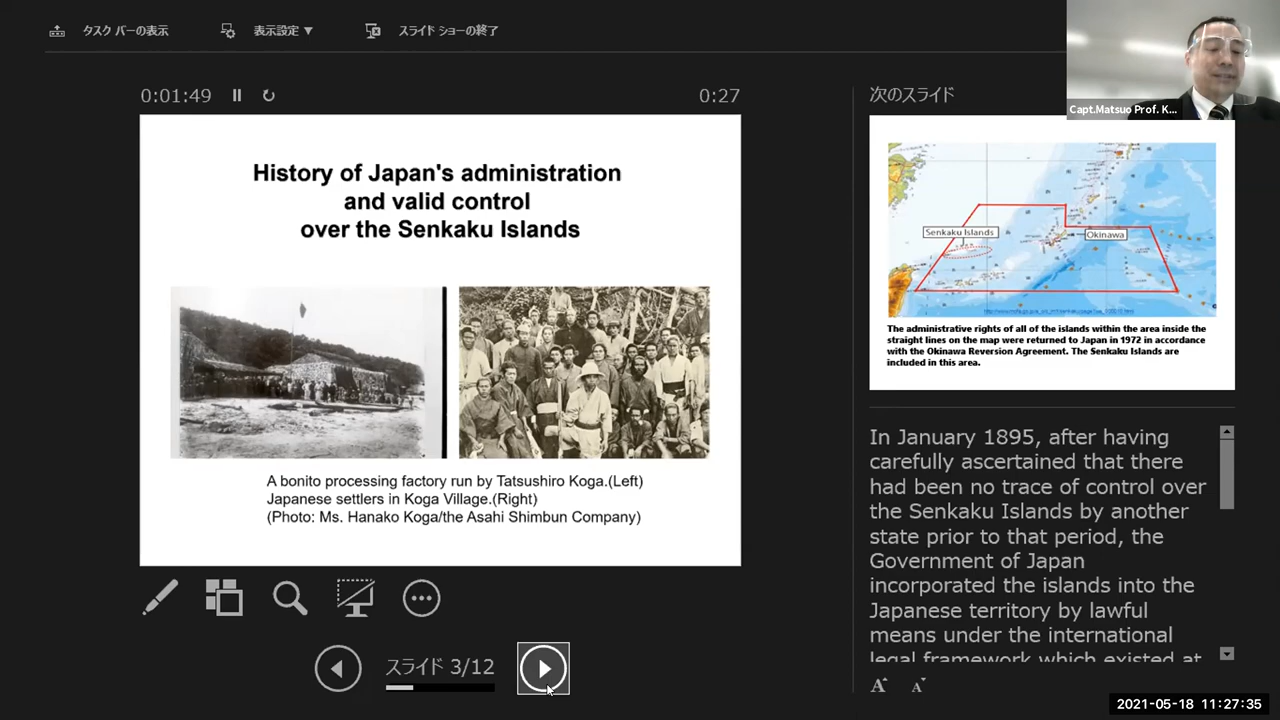 タスク バーの表示
表示設定 ▼
スライド ショーの終了
Capt.Matsuo Prof. K...
0:01:49
0:27
History of Japan's administration
and valid control
over the Senkaku Islands
A bonito processing factory run by Tatsushiro Koga.(Left)
Japanese settlers in Koga Village.(Right)
(Photo: Ms. Hanako Koga/the Asahi Shimbun Company)
スライド 3/12
次のスライド
Senkaku Islands
Okinawa
The administrative rights of all of the islands within the area inside the
straight lines on the map were returned to Japan in 1972 in accordance
with the Okinawa Reversion Agreement. The Senkaku Islands are
included in this area.
In January 1895, after having
carefully ascertained that there
had been no trace of control over
the Senkaku Islands by another
state prior to that period, the
Government of Japan
incorporated the islands into the
Japanese territory by lawful
means under the international
legal framework which existed at
A A
2021-05-18 11:27:35